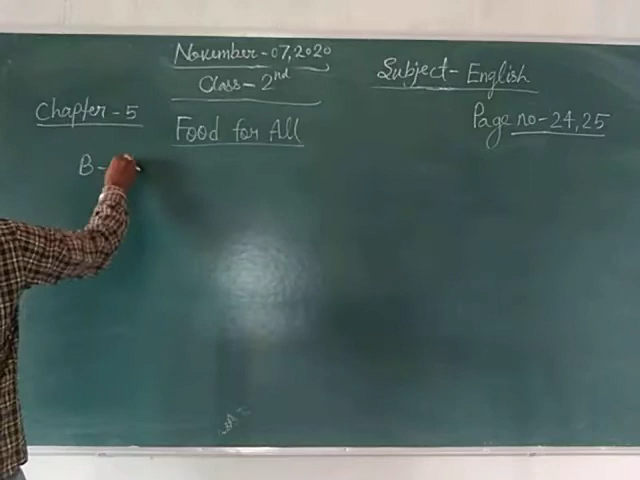 November-07,2020
Class-2nd
Subject-English
Chapter-5
Food for All
Page no-24,25
B-